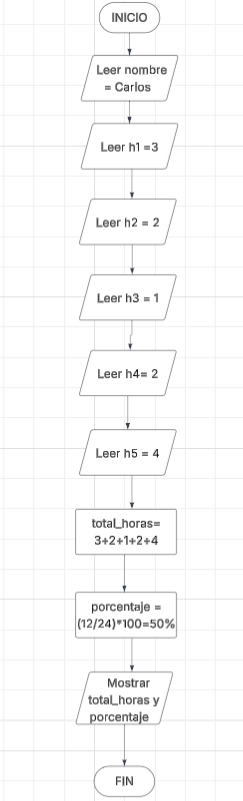 INICIO
Leer nombre
= Carlos
Leer h1 =3
Leer h2 = 2
Leer h3 = 1
Leer h4= 2
Leer h5 = 4
total_horas=
3+2+1+2+4
porcentaje =
(12/24)*100=50%
Mostrar
total_horas y
porcentaje
FIN